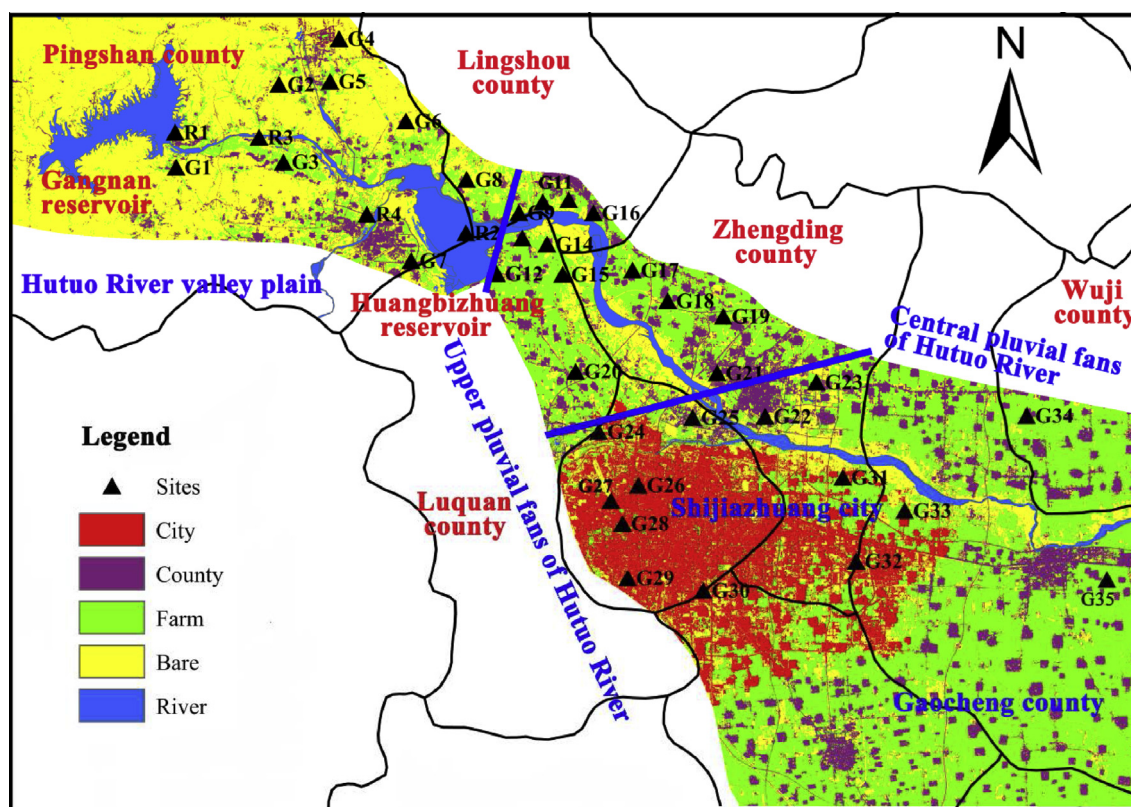 Pingshan county
G4
Lingshou
county
N
G2
G5
R1
R3
G6
G1
G3
Gangnan
reservoir
G8
G11
R4
G9
G16
R2
G14
Zhengding
county
G7
G12
G15
G17
Hutuo River valley plain
Huangbizhuang
reservoir
G18
G19
Wuji
county
Central pluvial fans
of Hutuo River
G20
G21
G23
Upper pluvial fans of Hutuo River
G24
G25
G22
G34
Legend
Sites
City
County
Farm
Bare
River
Luquan
county
G27
G26
G31
Shijiazhuang city
G28
G33
G29
G30
G32
G35
Gaocheng county